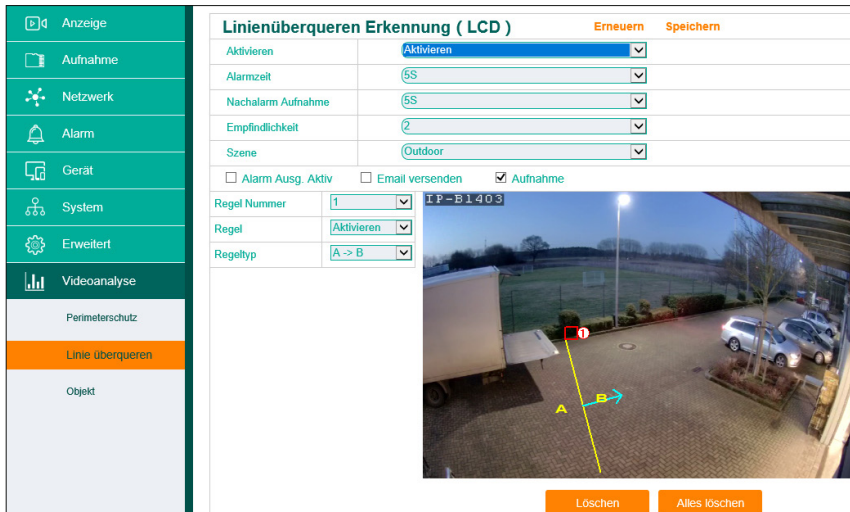 Anzeige
Aufnahme
Netzwerk
Alarm
Gerät
System
Erweitert
Videoanalyse
Perimeterschutz
Linie überqueren
Objekt
Linienüberqueren Erkennung ( LCD )
Erneuern
Speichern
Aktivieren
Aktivieren
Alarmzeit
5S
Nachalarm Aufnahme
5S
Empfindlichkeit
2
Szene
Outdoor
Alarm Ausg. Aktiv
Email versenden
Aufnahme
Regel Nummer
1
Regel
Aktivieren
Regeltyp
A -> B
IP-B1403
1
A
B
Löschen
Alles löschen